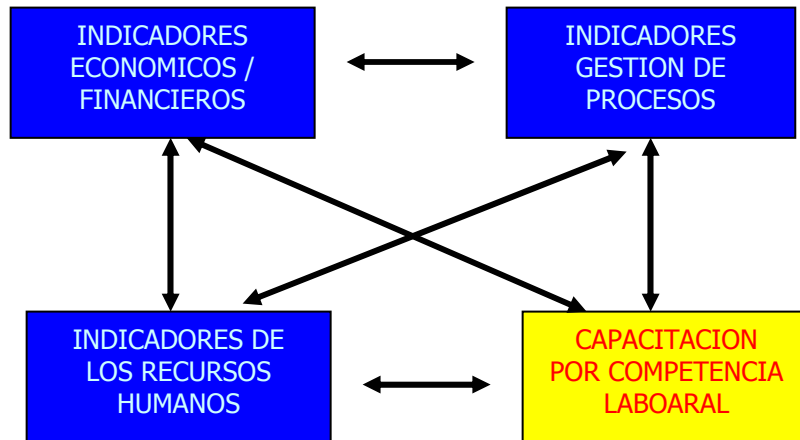 INDICADORES
ECONOMICOS /
FINANCIEROS
INDICADORES
GESTION DE
PROCESOS
INDICADORES DE
LOS RECURSOS
HUMANOS
CAPACITACION
POR COMPETENCIA
LABOARAL